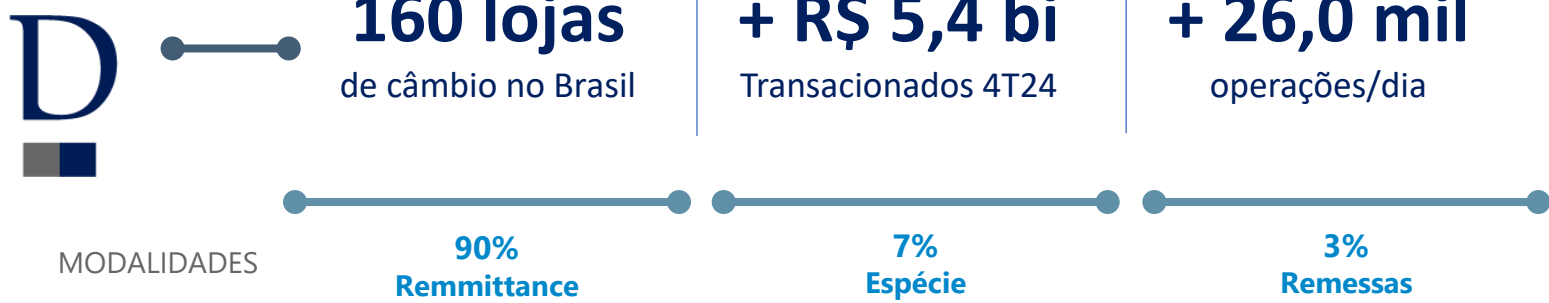 D
160 lojas
de câmbio no Brasil
+ R$ 5,4 bi
Transacionados 4T24
+ 26,0 mil
operações/dia
MODALIDADES
90%
Remmittance
7%
Espécie
3%
Remessas